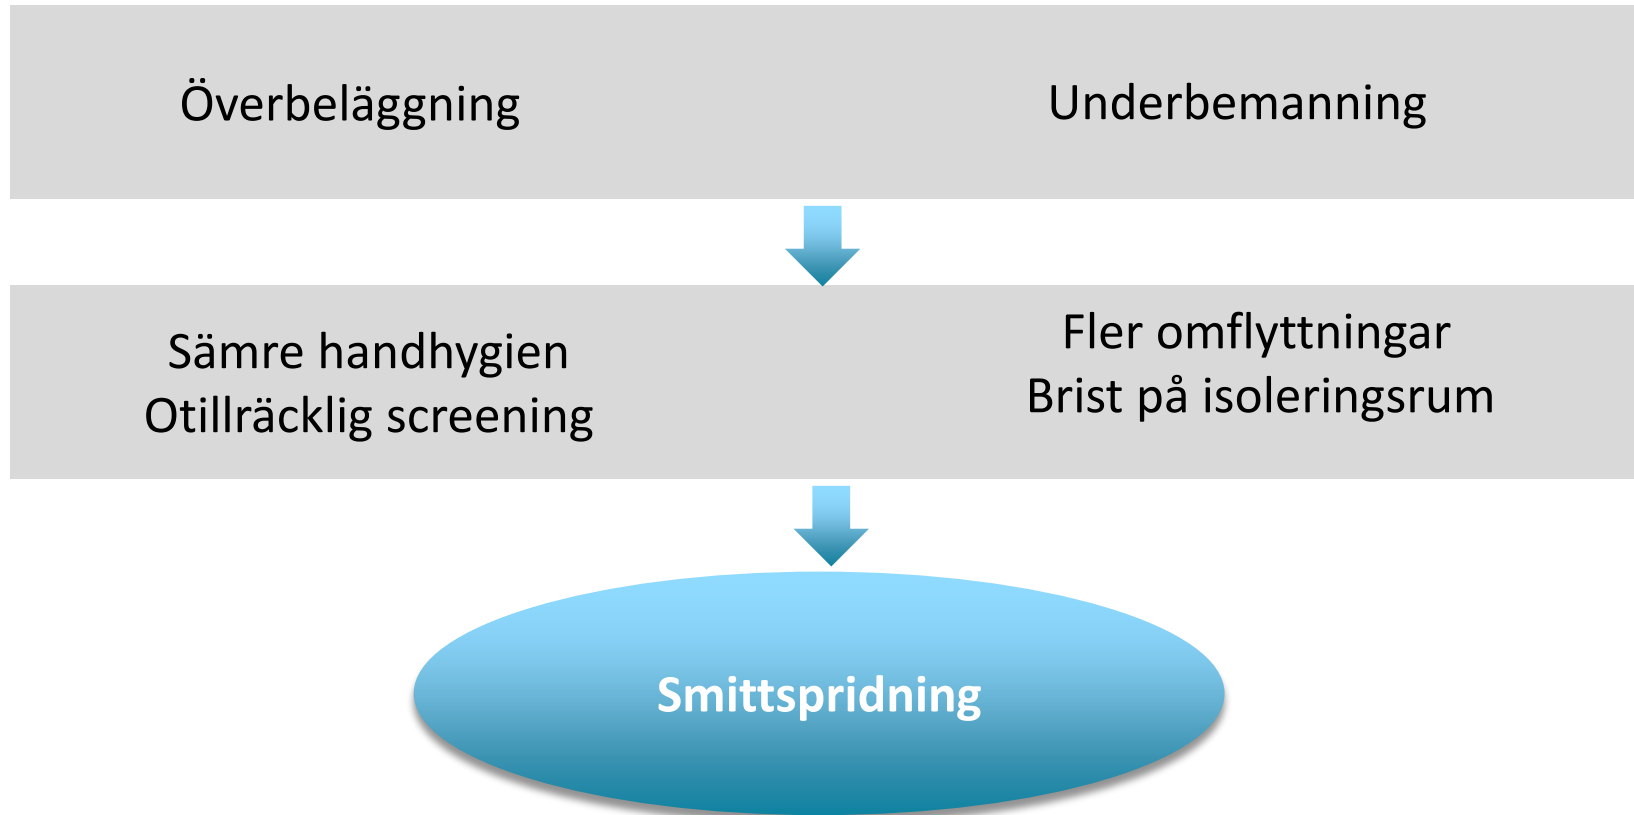 Överbeläggning
Underbemanning
Sämre handhygien
Otillräcklig screening
Fler omflyttningar
Brist på isoleringsrum
Smittspridning